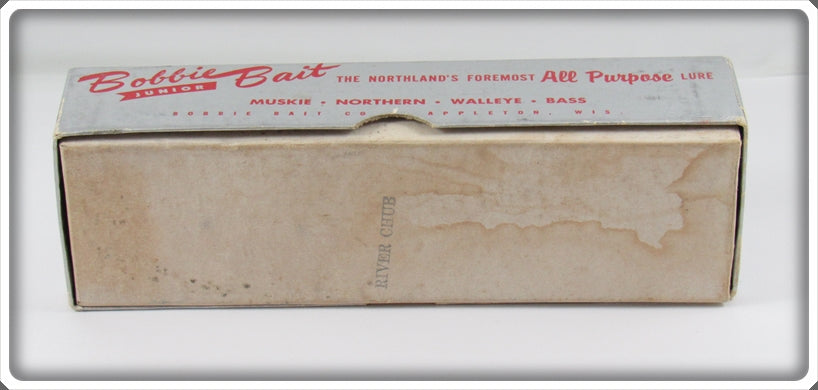 Bobbie Bait THE NORTHLAND'S FOREMOST All Purpose LURE
JUNIOR
MUSKIE • NORTHERN • WALLEYE • BASS
BOBBIE BAIT CO. APPLETON, WIS.
RIVER CHUB